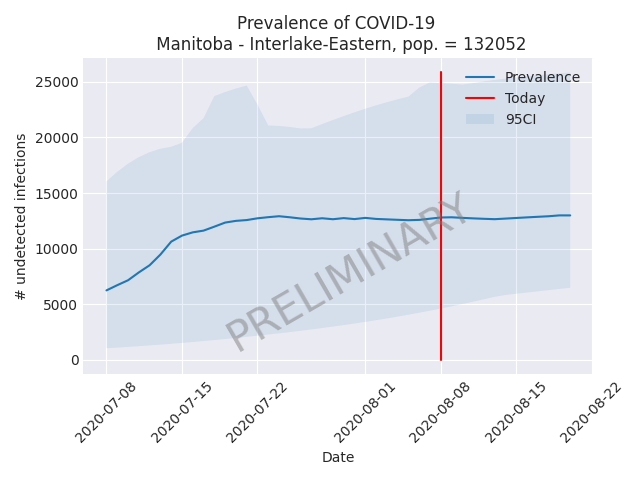 Prevalence of COVID-19
Manitoba - Interlake-Eastern, pop. = 132052
# undetected infections
25000
20000
15000
10000
5000
0
Prevalence
Today
95CI
PRELIMINARY
2020-07-08
2020-07-15
2020-07-22
2020-08-01
2020-08-08
2020-08-15
2020-08-22
Date